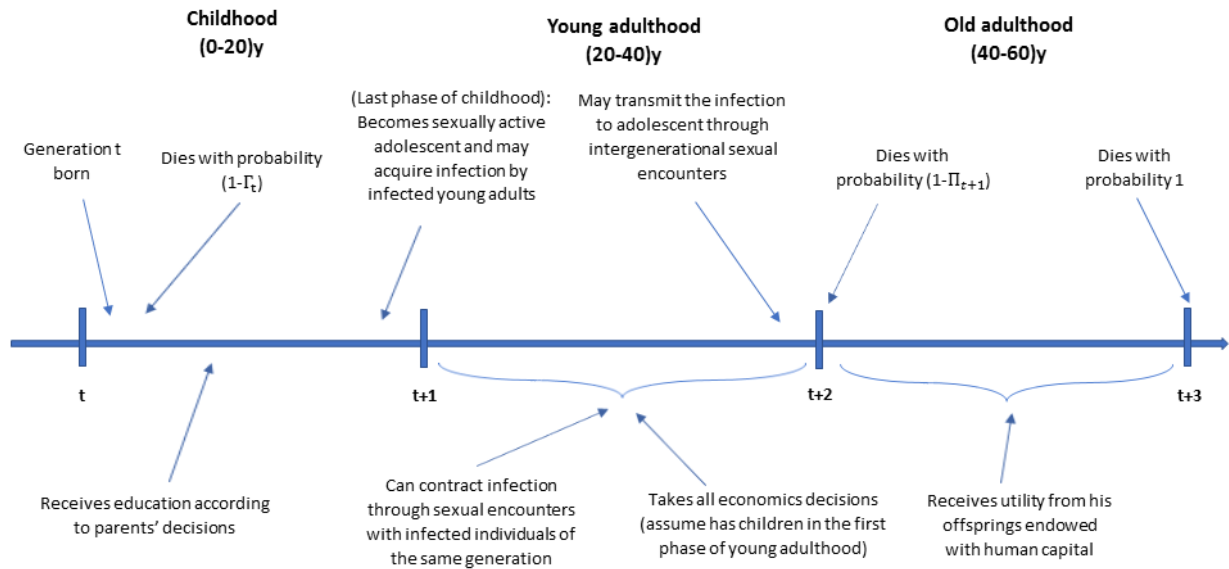 Childhood
(0-20)y
Young adulthood
(20-40)y
Old adulthood
(40-60)y
Generation t
born
Dies with probability
(1-Γt)
(Last phase of childhood):
Becomes sexually active
adolescent and may
acquire infection by
infected young adults
May transmit the infection
to adolescent through
intergenerational sexual
encounters
Dies with
probability (1-Πt+1)
Dies with
probability 1
t
t+1
t+2
t+3
Receives education according
to parents’ decisions
Can contract infection
through sexual encounters
with infected individuals of
the same generation
Takes all economics decisions
(assume has children in the first
phase of young adulthood)
Receives utility from his
offsprings endowed
with human capital